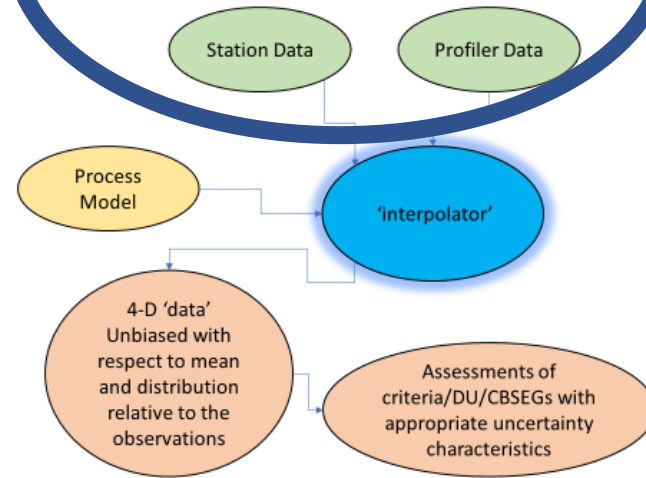 Station Data
Profiler Data
Process
Model
‘interpolator’
4-D ‘data’
Unbiased with
respect to mean
and distribution
relative to the
observations
Assessments of
criteria/DU/CBSEGs with
appropriate uncertainty
characteristics